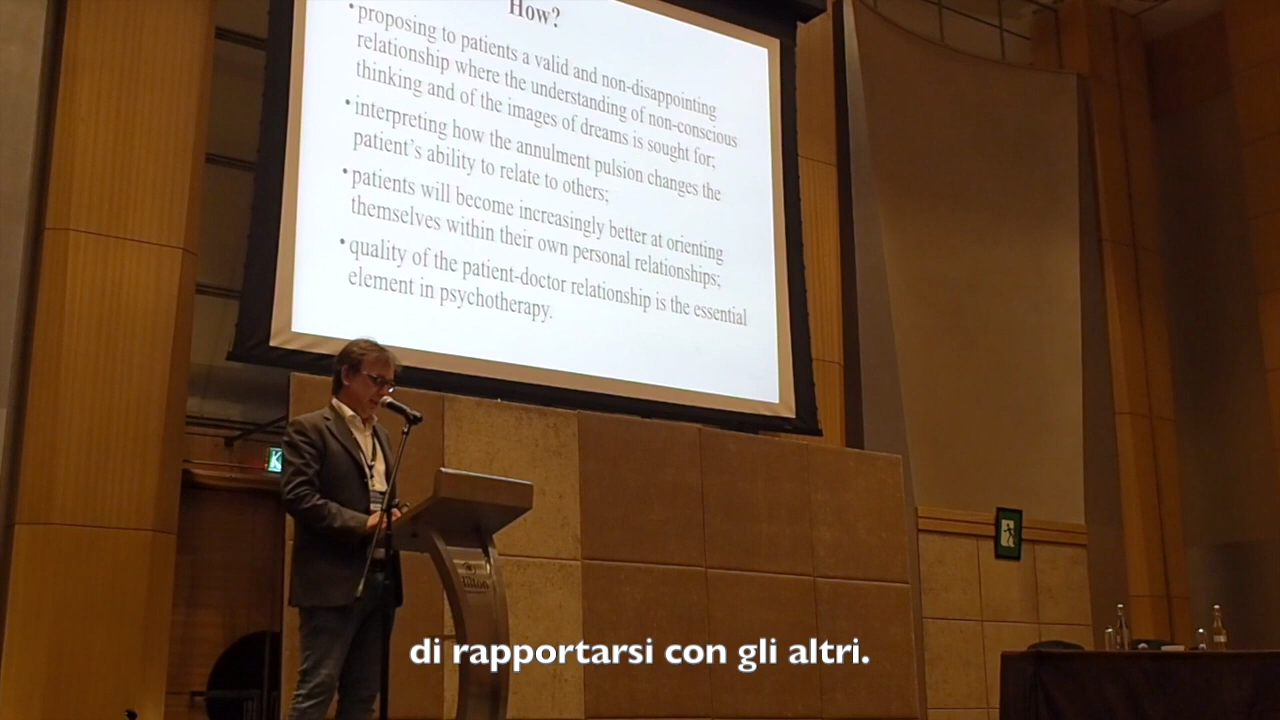 How?
•proposing to patients a valid and non-disappointing
relationship where the understanding of non-conscious
thinking and of the images of dreams is sought for;
•interpreting how the annulment pulsion changes the
patient's ability to relate to others;
•patients will become increasingly better at orienting
themselves within their own personal relationships;
•quality of the patient-doctor relationship is the essential
element in psychotherapy.
Hilton
di rapportarsi con gli altri.